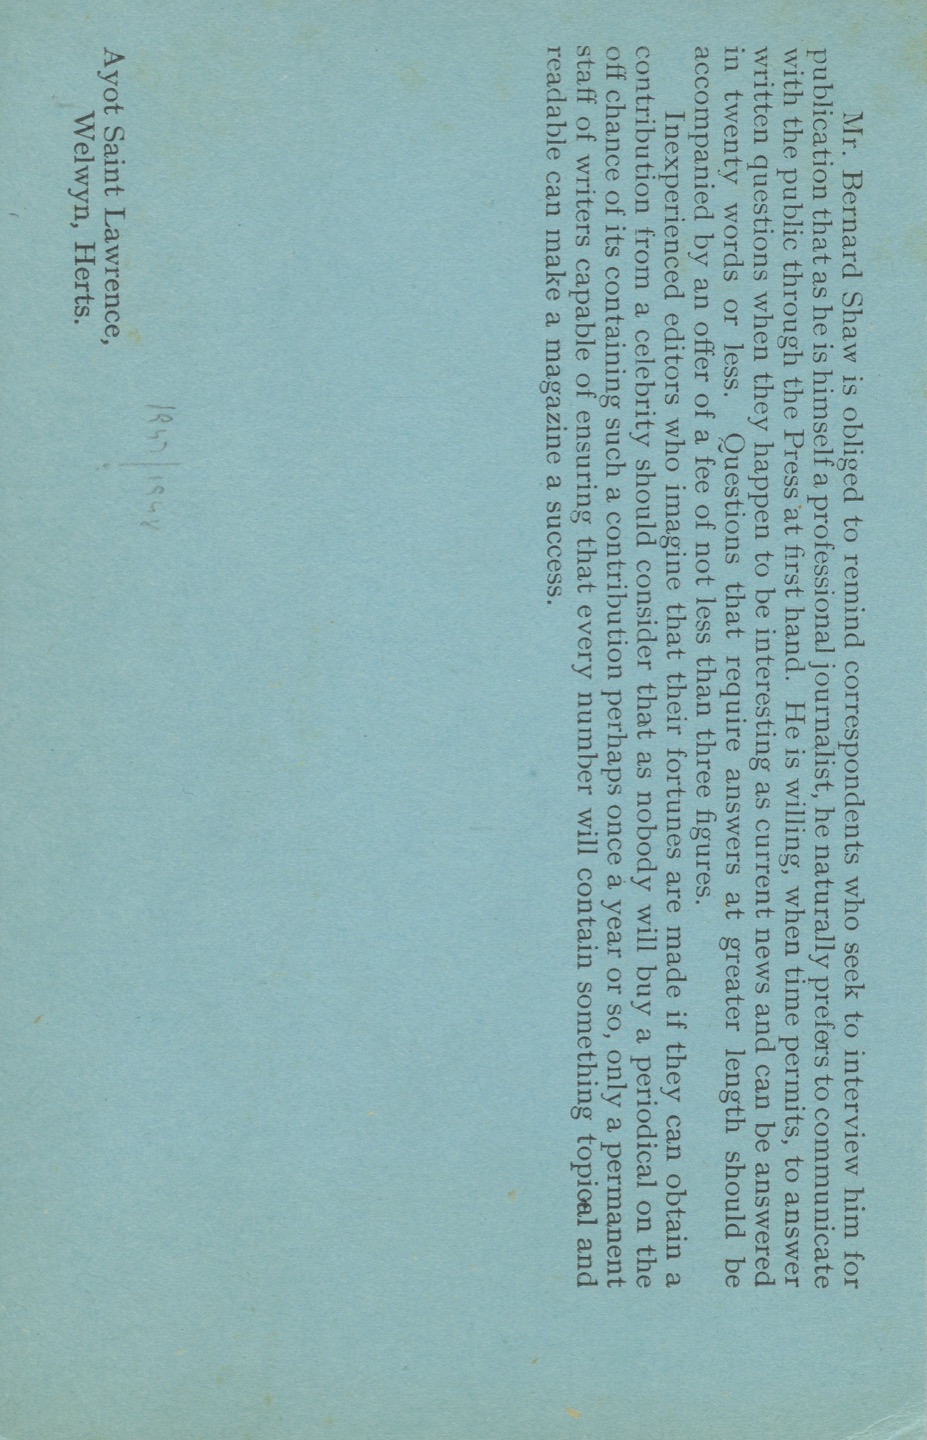 Mr. Bernard Shaw is obliged to remind correspondents who seek to interview him for
publication that as he is himself a professional journalist, he naturally prefers to communicate
with the public through the Press at first hand. He is willing, when time permits, to answer
written questions when they happen to be interesting as current news and can be answered
in twenty words or less. Questions that require answers at greater length should be
accompanied by an offer of a fee of not less than three figures.
Inexperienced editors who imagine that their fortunes are made if they can obtain a
contribution from a celebrity should consider that as nobody will buy a periodical on the
off chance of its containing such a contribution perhaps once a year or so, only a permanent
staff of writers capable of ensuring that every number will contain something topical and
readable can make a magazine a success.
1947/1948
Ayot Saint Lawrence,
Welwyn, Herts.